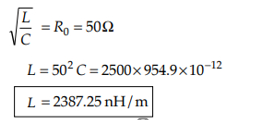 √(L/C) = R₀ = 50Ω
L = 50² C = 2500×954.9×10⁻¹²
L = 2387.25 nH/m